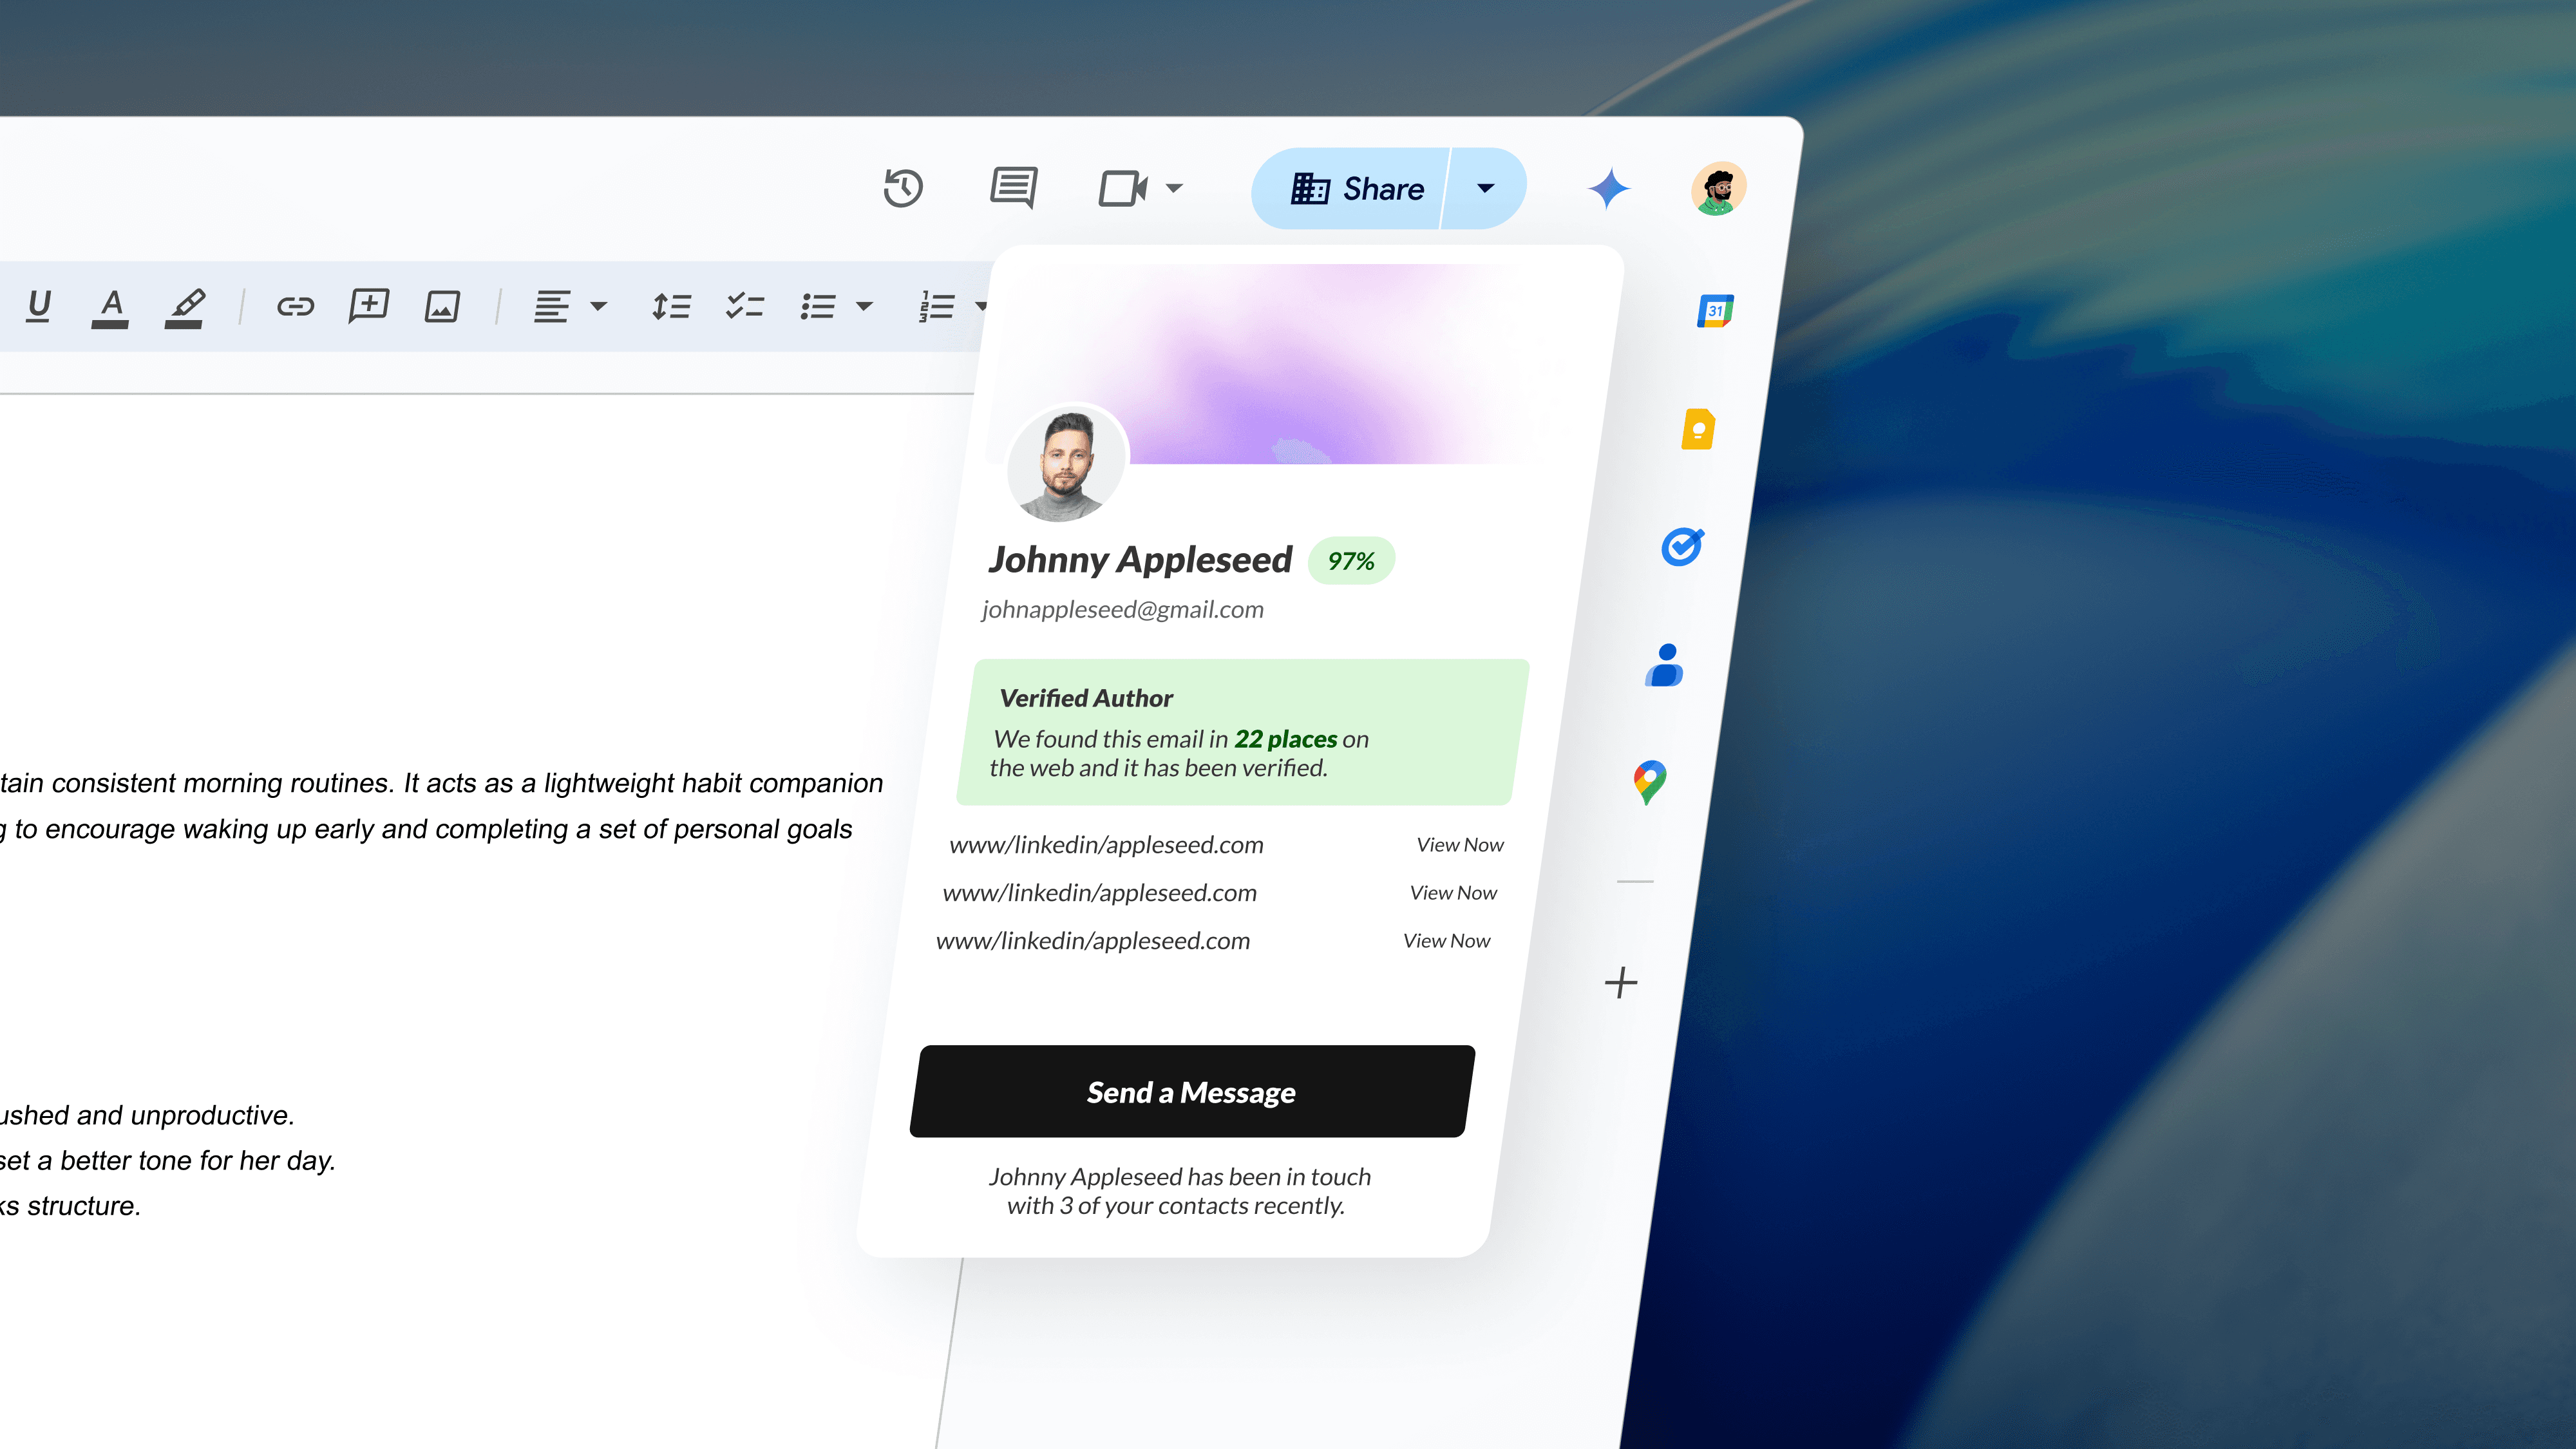 Share
U
A
31
1
2
3
Johnny Appleseed 97%
johnappleseed@gmail.com
Verified Author
We found this email in 22 places on
the web and it has been verified.
www/linkedin/appleseed.com View Now
www/linkedin/appleseed.com View Now
www/linkedin/appleseed.com View Now
Send a Message
Johnny Appleseed has been in touch
with 3 of your contacts recently.
tain consistent morning routines. It acts as a lightweight habit companion
g to encourage waking up early and completing a set of personal goals
ushed and unproductive.
set a better tone for her day.
ks structure.